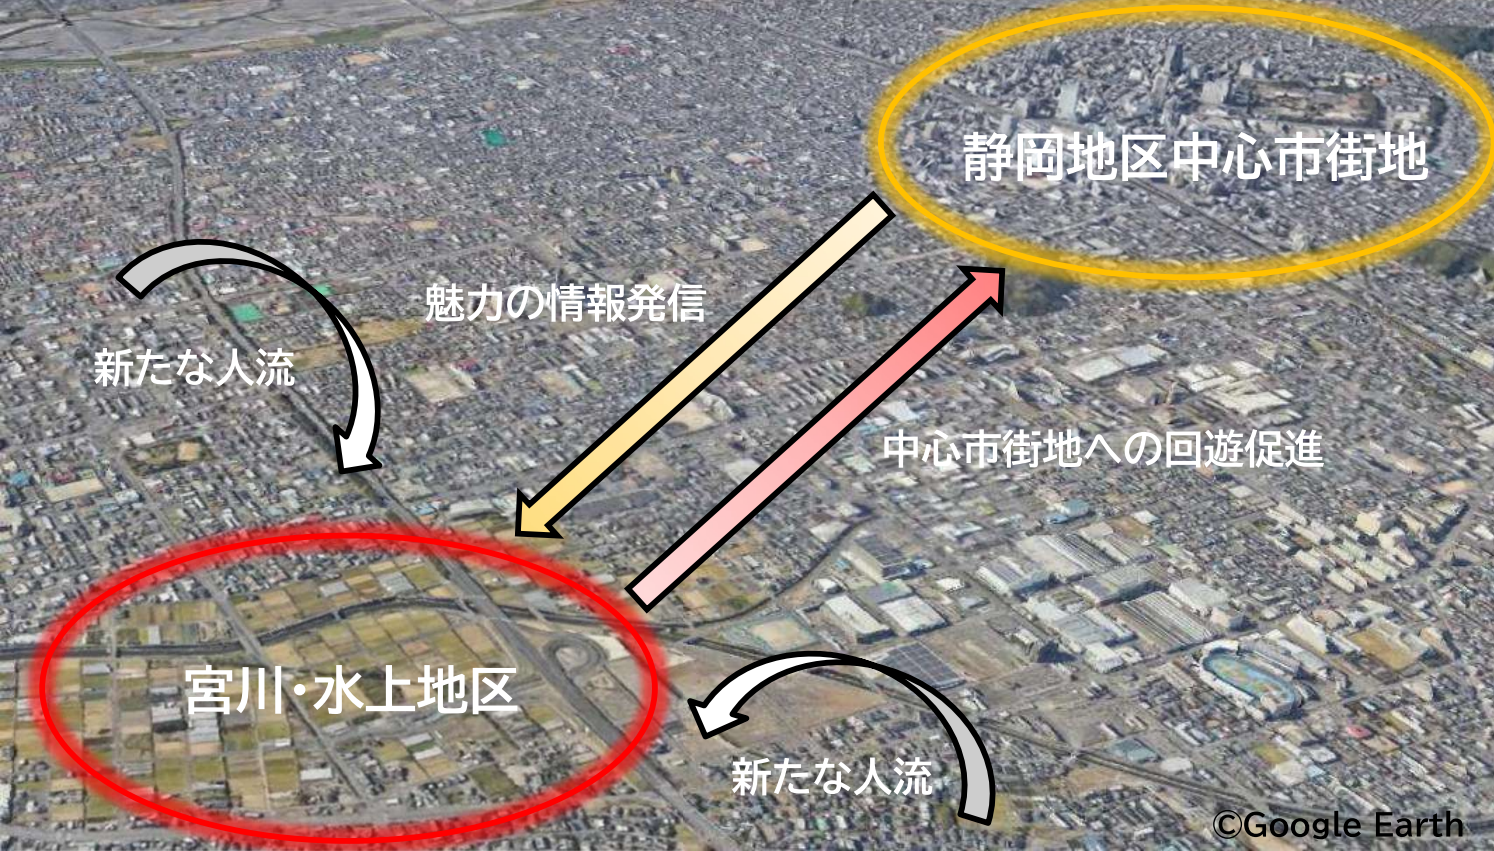 静岡地区中心市街地
魅力の情報発信
新たな人流
中心市街地への回遊促進
宮川・水上地区
新たな人流
©Google Earth